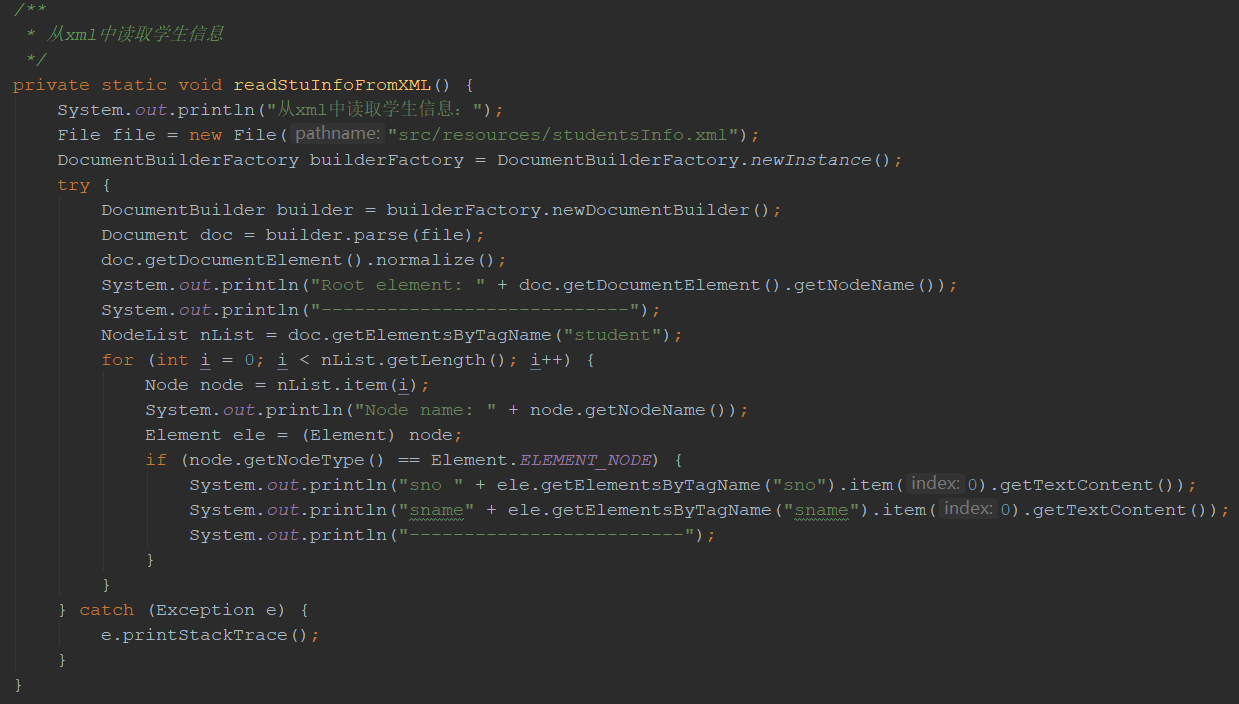 /**
 * 从xml中读取学生信息
 */
private static void readStuInfoFromXML() {
    System.out.println("从xml中读取学生信息：");
    File file = new File( pathname: "src/resources/studentsInfo.xml");
    DocumentBuilderFactory builderFactory = DocumentBuilderFactory.newInstance();
    try {
        DocumentBuilder builder = builderFactory.newDocumentBuilder();
        Document doc = builder.parse(file);
        doc.getDocumentElement().normalize();
        System.out.println("Root element: " + doc.getDocumentElement().getNodeName());
        System.out.println("----------------------------");
        NodeList nList = doc.getElementsByTagName("student");
        for (int i = 0; i < nList.getLength(); i++) {
            Node node = nList.item(i);
            System.out.println("Node name: " + node.getNodeName());
            Element ele = (Element) node;
            if (node.getNodeType() == Element.ELEMENT_NODE) {
                System.out.println("sno " + ele.getElementsByTagName("sno").item( index: 0).getTextContent());
                System.out.println("sname" + ele.getElementsByTagName("sname").item( index: 0).getTextContent());
                System.out.println("-------------------------");
            }
        }
    } catch (Exception e) {
        e.printStackTrace();
    }
}